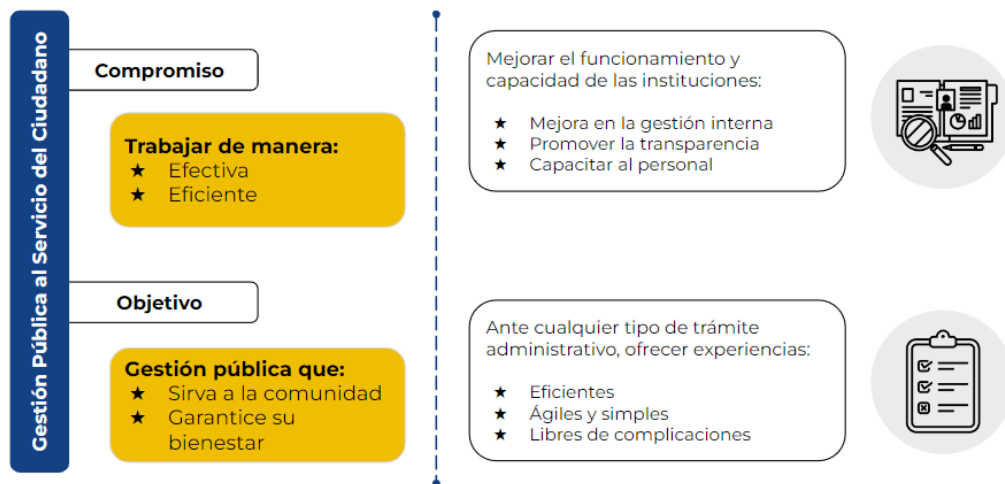 Gestión Pública al Servicio del Ciudadano
Compromiso
Trabajar de manera:
★ Efectiva
★ Eficiente
Mejorar el funcionamiento y
capacidad de las instituciones:
★ Mejora en la gestión interna
★ Promover la transparencia
★ Capacitar al personal
Objetivo
Gestión pública que:
★ Sirva a la comunidad
★ Garantice su
bienestar
Ante cualquier tipo de trámite
administrativo, ofrecer experiencias:
★ Eficientes
★ Ágiles y simples
★ Libres de complicaciones